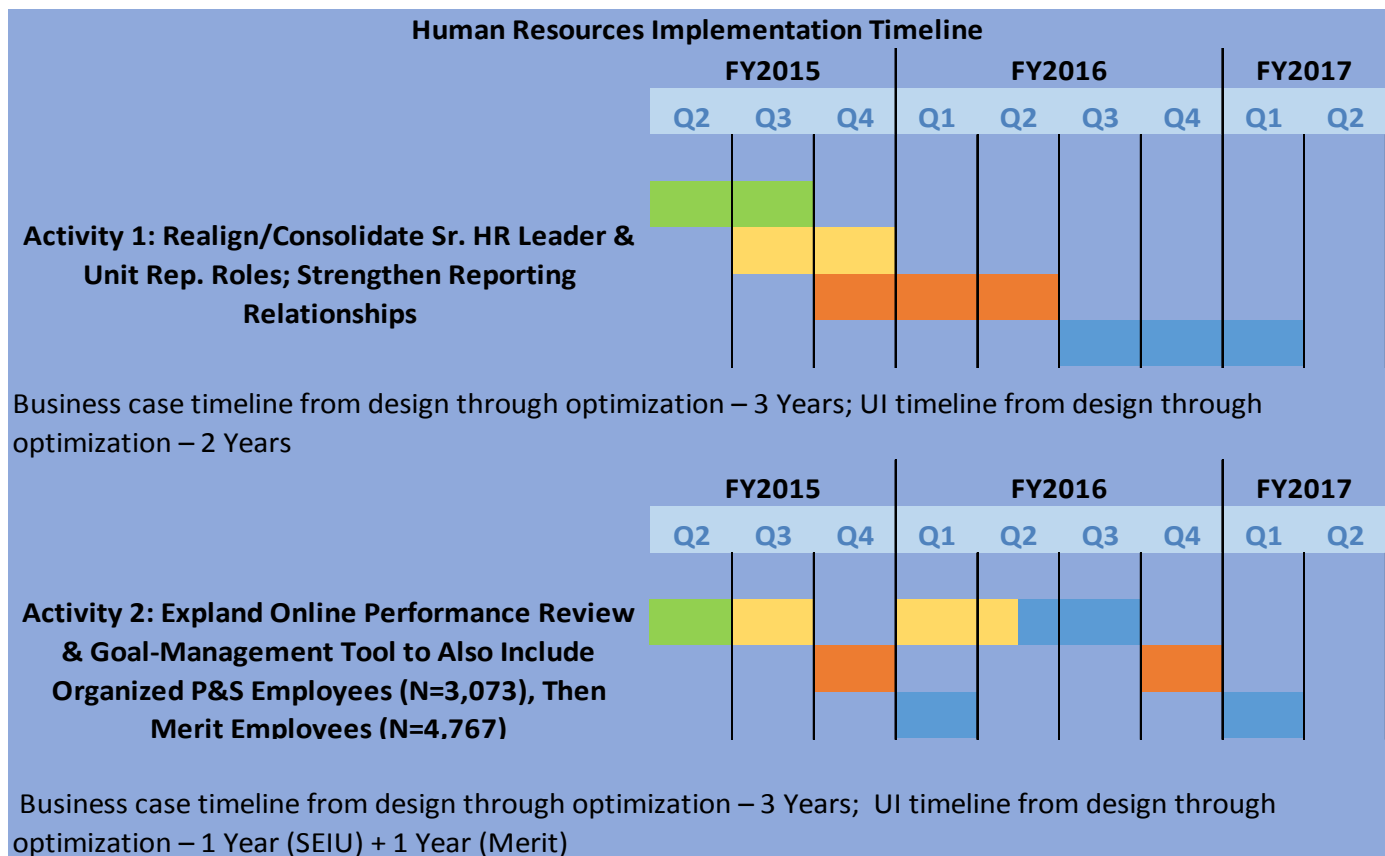 Human Resources Implementation Timeline
FY2015 FY2016 FY2017
Q2 Q3 Q4 Q1 Q2 Q3 Q4 Q1 Q2
Activity 1: Realign/Consolidate Sr. HR Leader &
Unit Rep. Roles; Strengthen Reporting
Relationships
Business case timeline from design through optimization – 3 Years; UI timeline from design through
optimization – 2 Years
FY2015 FY2016 FY2017
Q2 Q3 Q4 Q1 Q2 Q3 Q4 Q1 Q2
Activity 2: Expland Online Performance Review
& Goal-Management Tool to Also Include
Organized P&S Employees (N=3,073), Then
Merit Employees (N=4,767)
Business case timeline from design through optimization – 3 Years; UI timeline from design through
optimization – 1 Year (SEIU) + 1 Year (Merit)